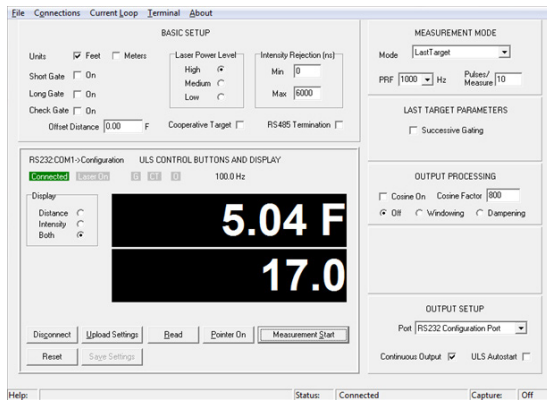 File Connections Current Loop Terminal About
BASIC SETUP
Units Feet Meters
Short Gate On
Long Gate On
Check Gate On
Offset Distance 0.00 F
Laser Power Level
High
Medium
Low
Intensity Rejection (ns)
Min 0
Max 6000
Cooperative Target
RS485 Termination
MEASUREMENT MODE
Mode LastTarget
PRF 1000 Hz Pulses/ Measure 10
LAST TARGET PARAMETERS
Successive Gating
RS232:COM1->Configuration ULS CONTROL BUTTONS AND DISPLAY
Connected Laser On G CT O 100.0 Hz
Display
Distance
Intensity
Both
5.04 F
17.0
Disconnect Upload Settings Read Pointer On Measurement Start
Reset Save Settings
OUTPUT PROCESSING
Cosine On Cosine Factor 800
Off Windowing Dampening
OUTPUT SETUP
Port RS232 Configuration Port
Continuous Output ULS Autostart
Help: Status: Connected Capture: Off